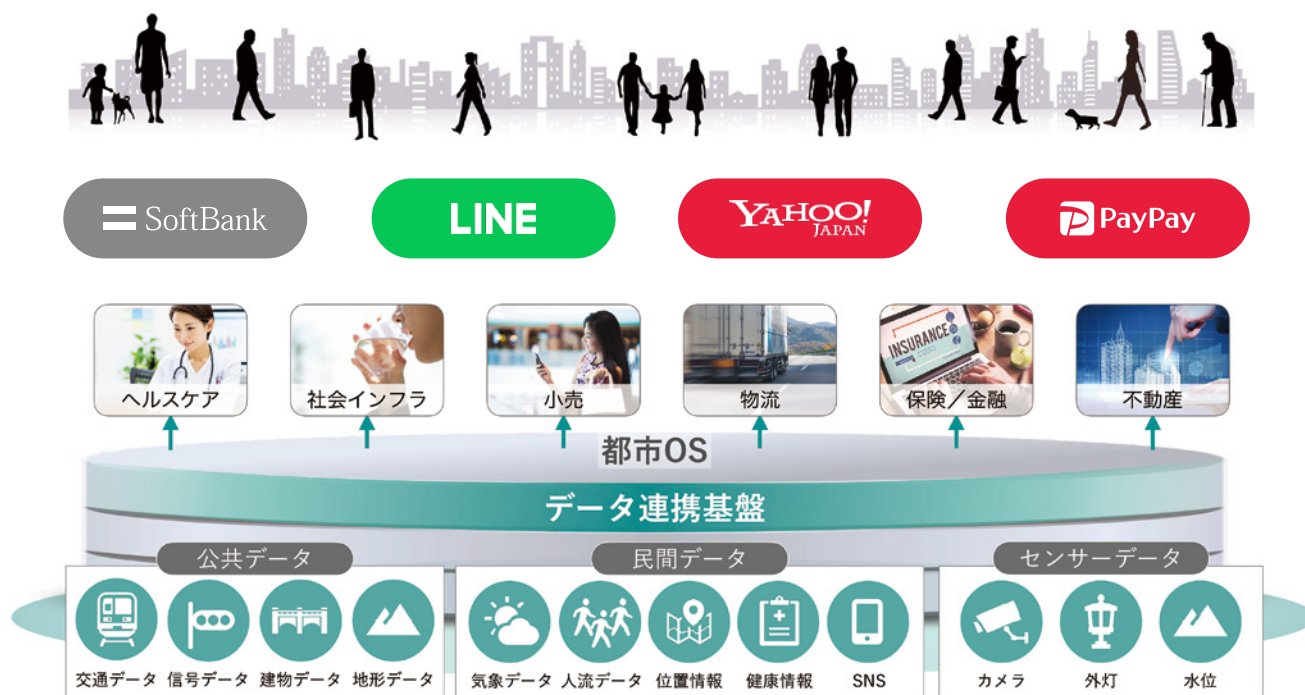 SoftBank
LINE
YAHOO!
JAPAN
PayPay
INSURANCE
ヘルスケア
社会インフラ
小売
物流
保険／金融
不動産
都市OS
データ連携基盤
公共データ
民間データ
センサーデータ
交通データ
信号データ
建物データ
地形データ
気象データ
人流データ
位置情報
健康情報
SNS
カメラ
外灯
水位